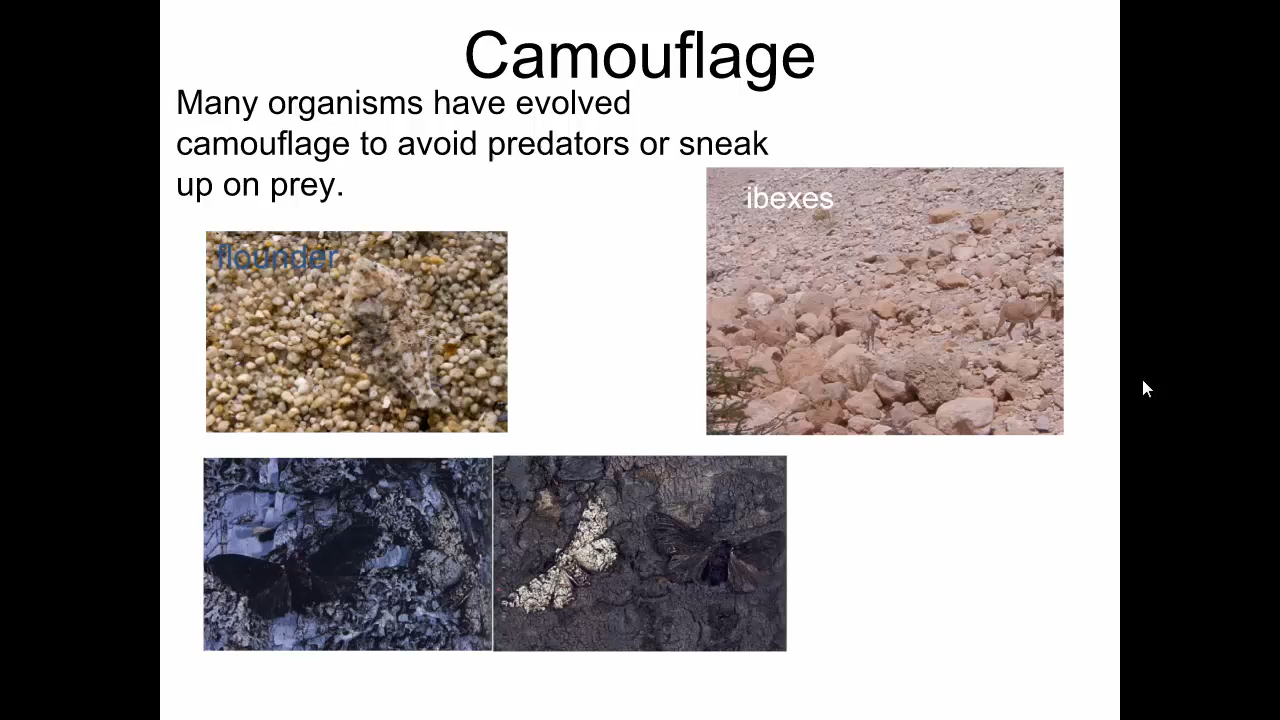 Camouflage
Many organisms have evolved
camouflage to avoid predators or sneak
up on prey.
ibexes
flounder